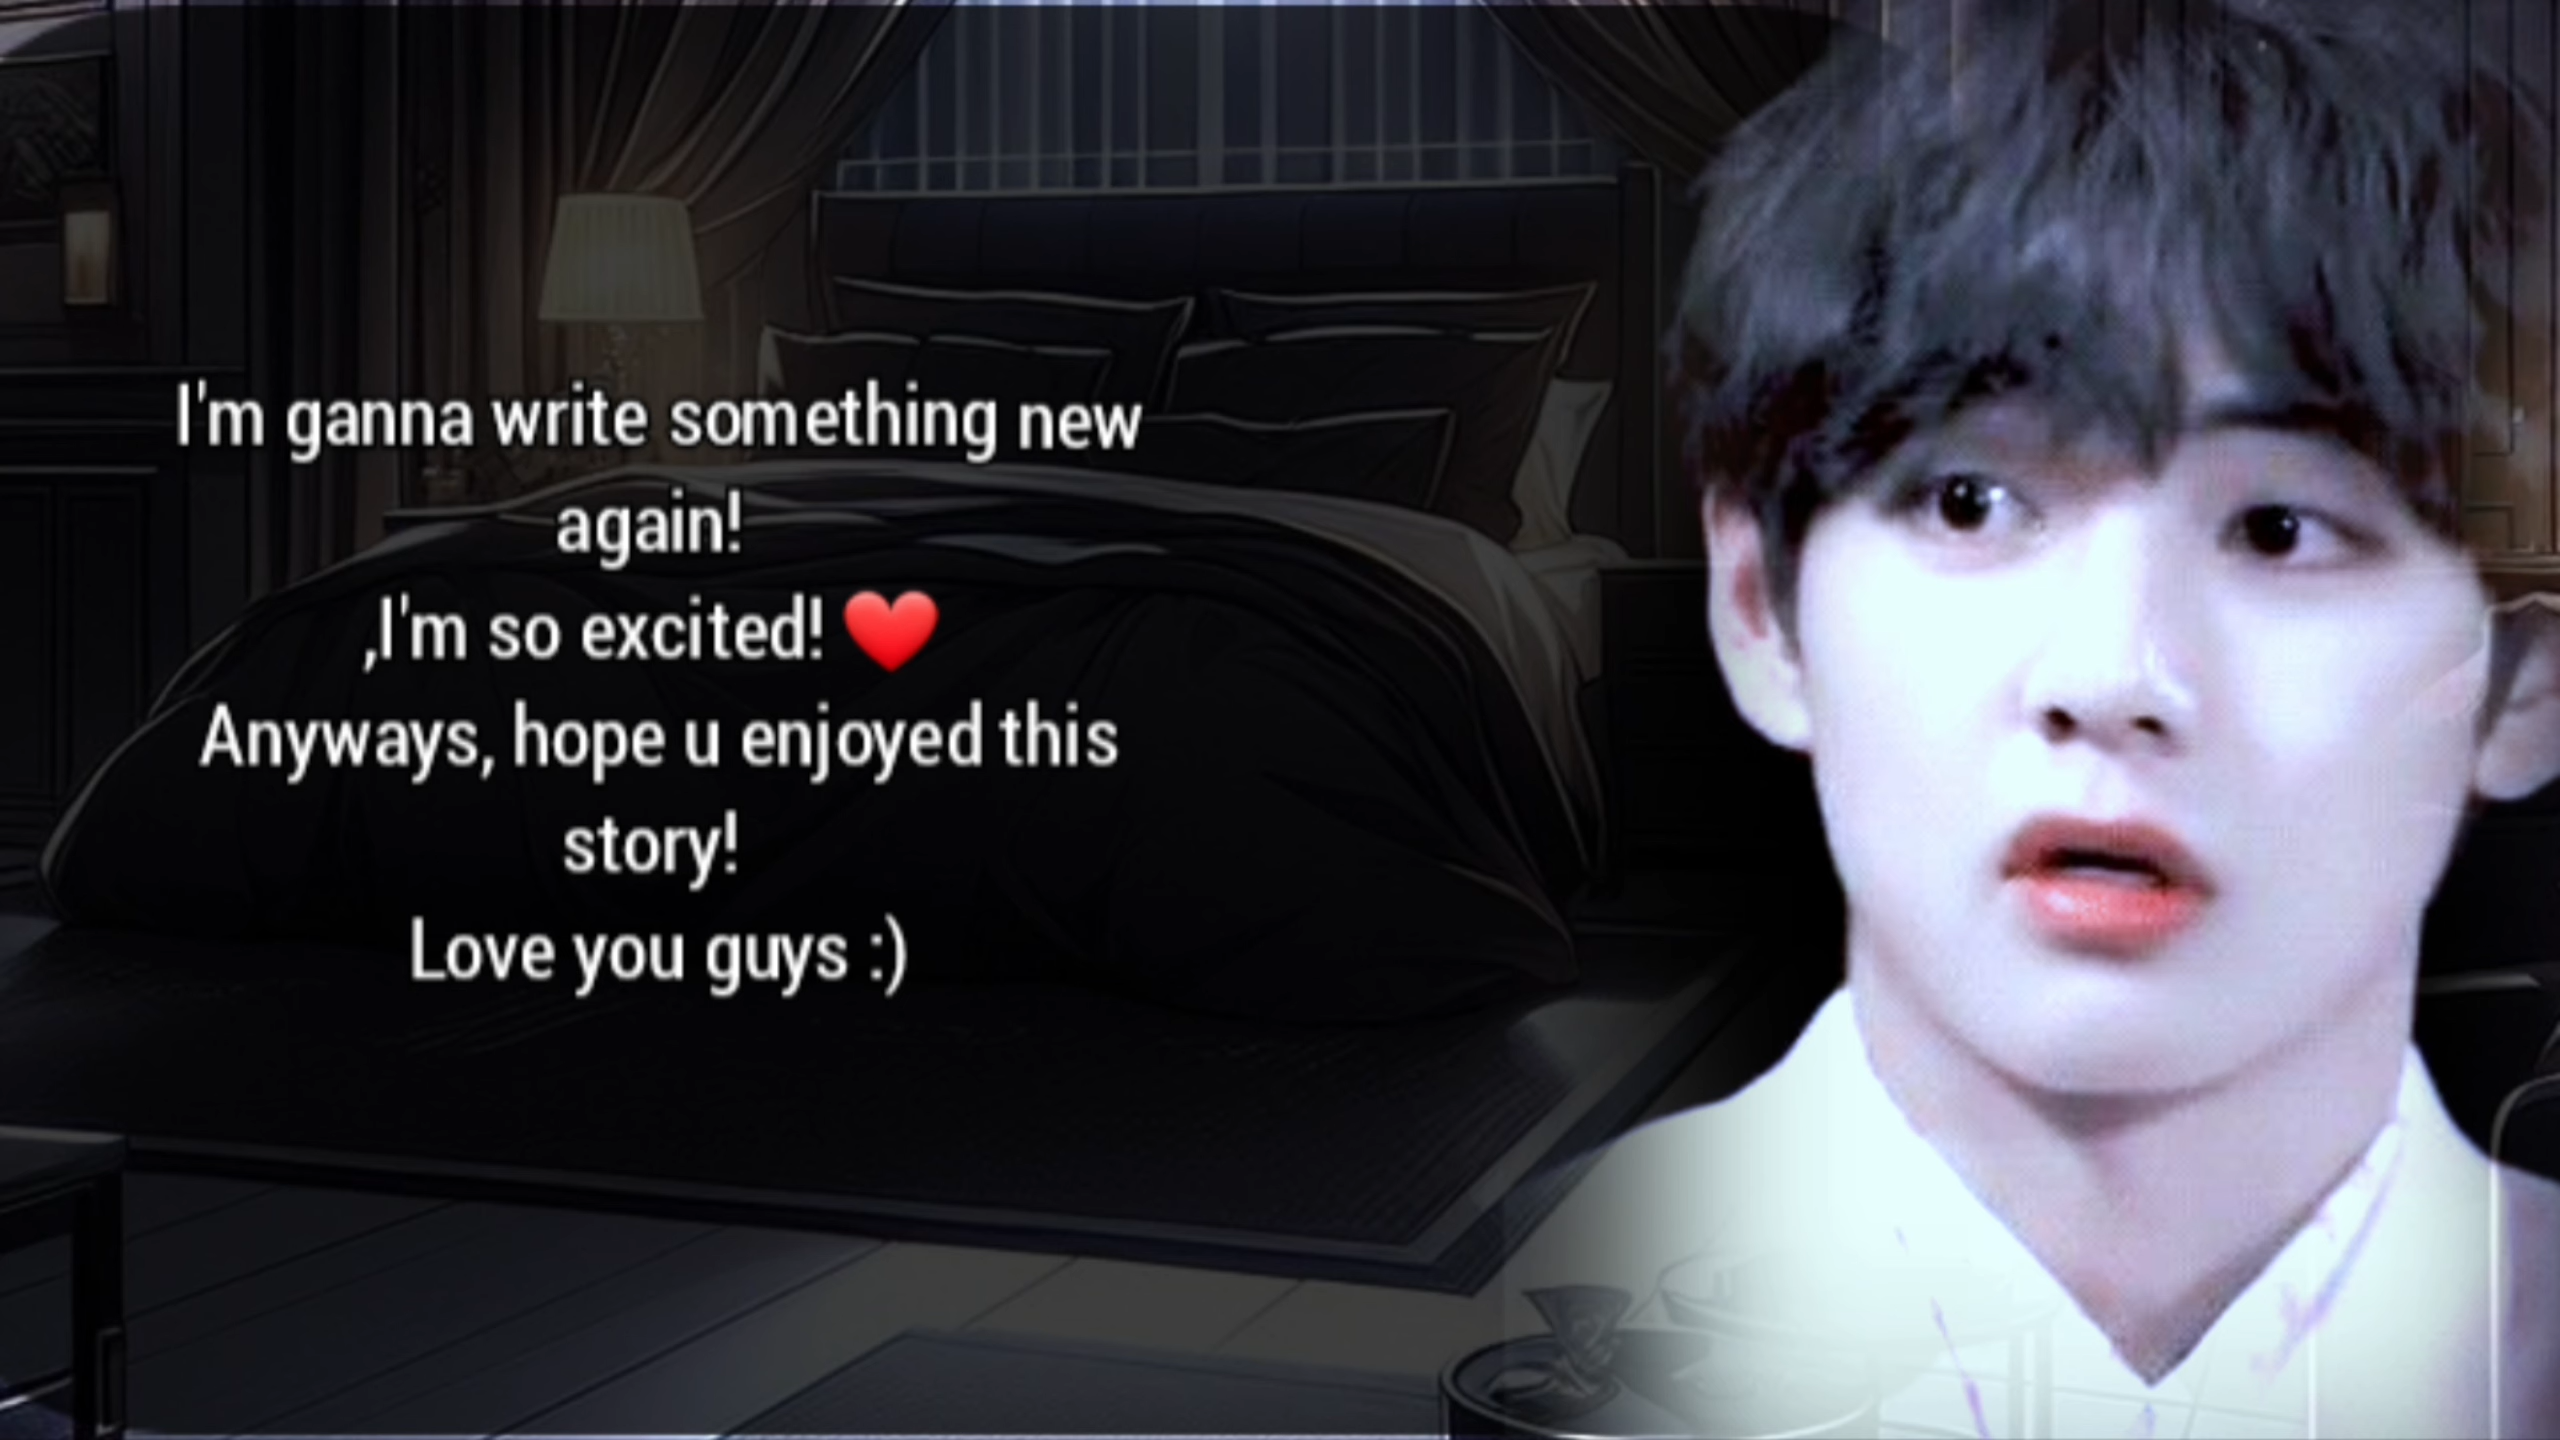 I'm ganna write something new
again!
,I'm so excited! ❤️
Anyways, hope u enjoyed this
story!
Love you guys :)